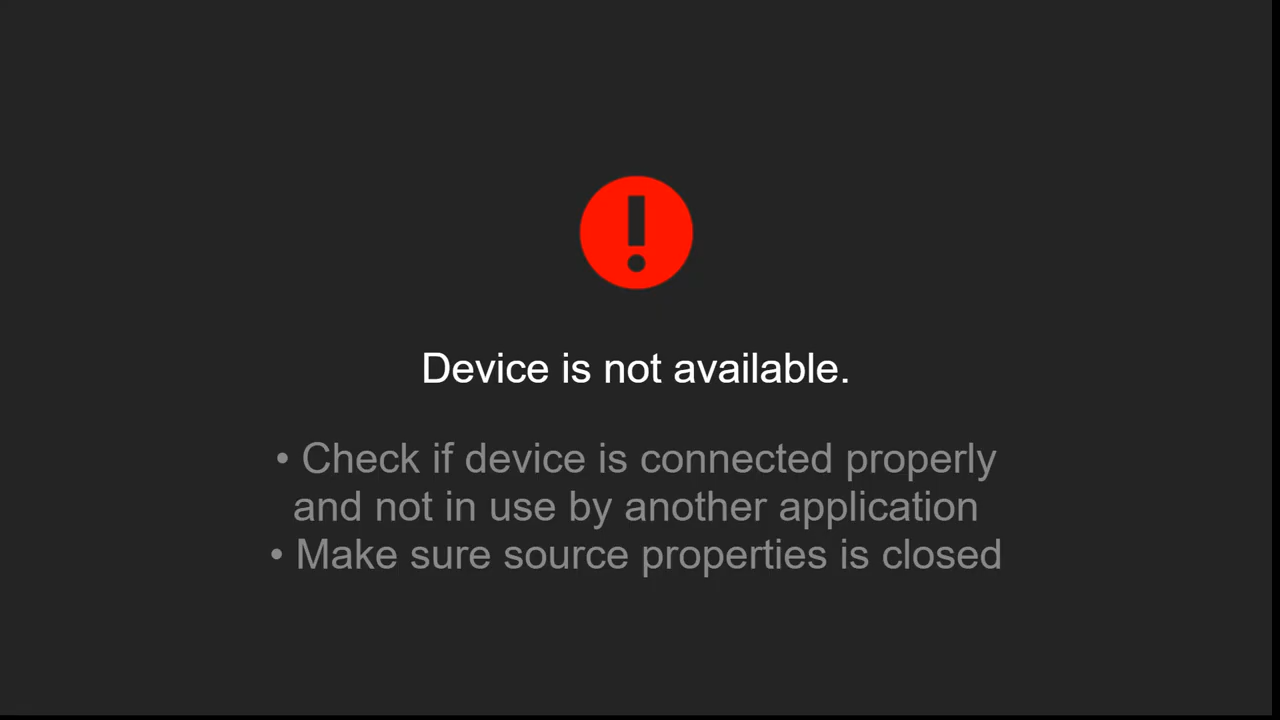 Device is not available.
• Check if device is connected properly
and not in use by another application
• Make sure source properties is closed